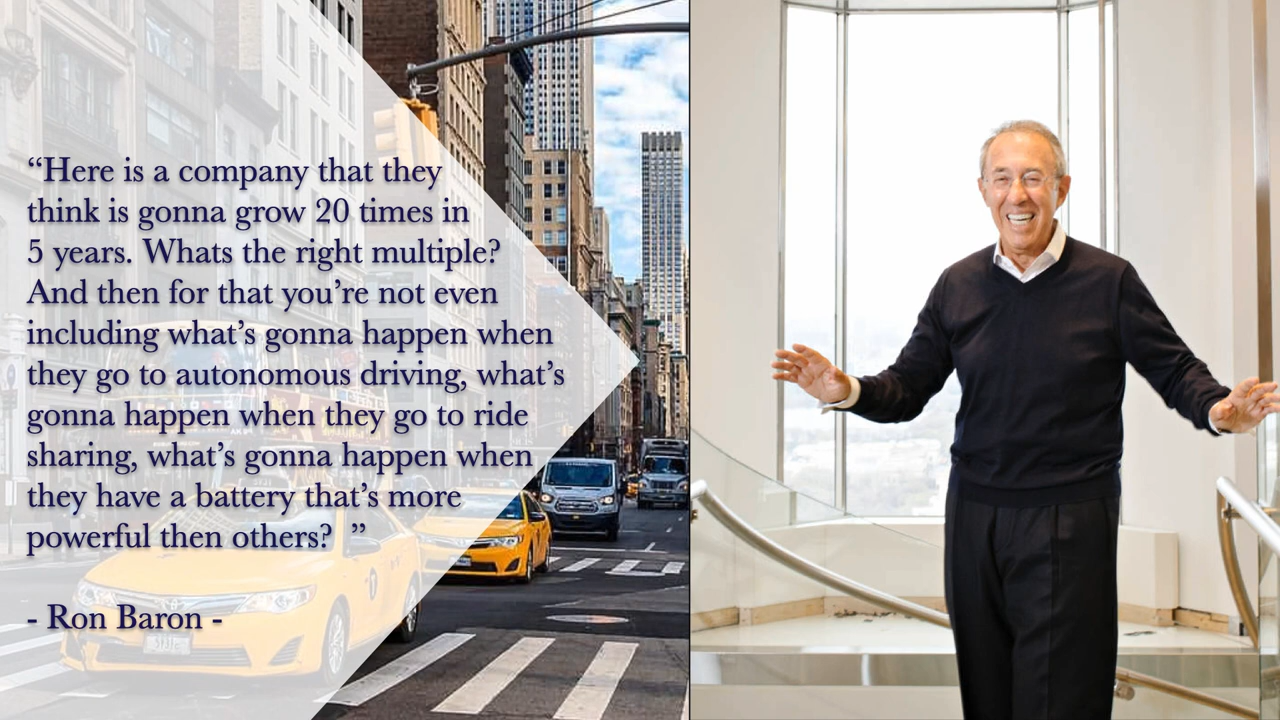 “Here is a company that they
think is gonna grow 20 times in
5 years. Whats the right multiple?
And then for that you’re not even
including what’s gonna happen when
they go to autonomous driving, what’s
gonna happen when they go to ride
sharing, what’s gonna happen when
they have a battery that’s more
powerful then others? ”
- Ron Baron -